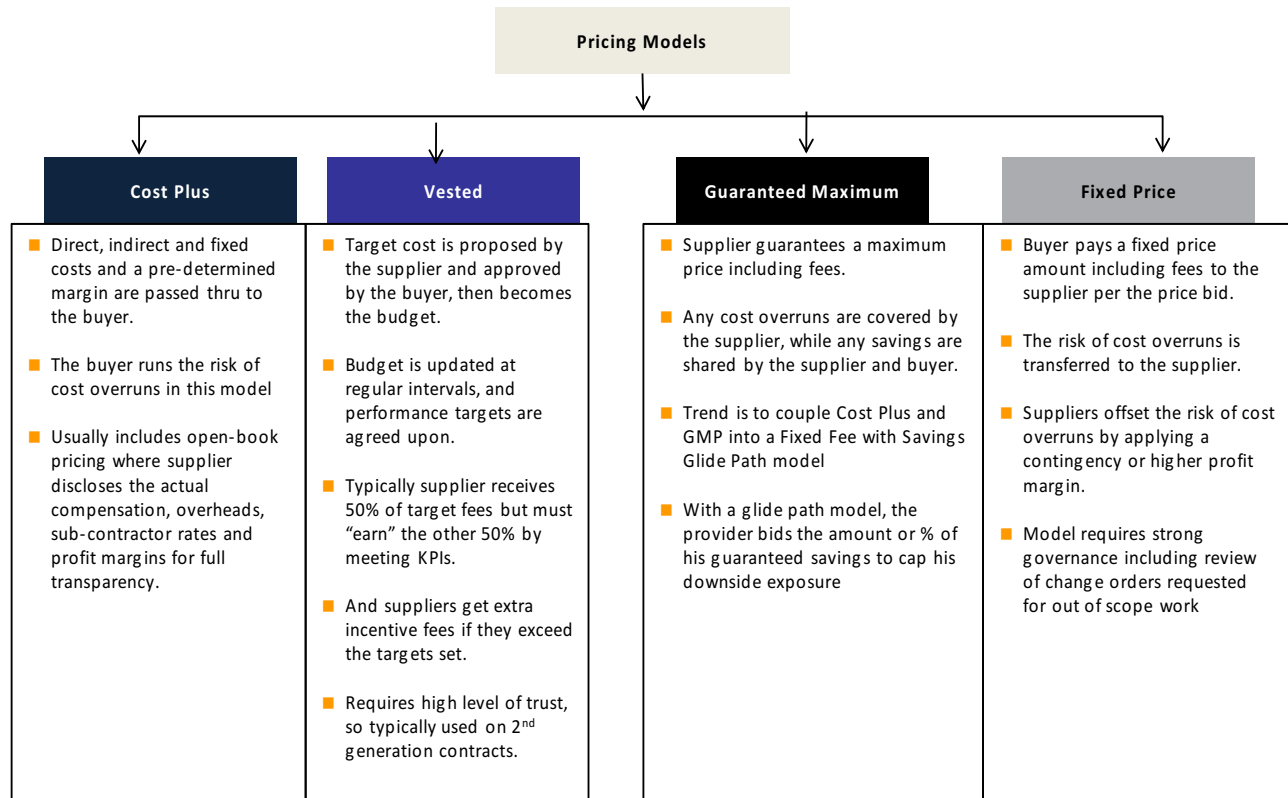 Pricing Models
Cost Plus
Direct, indirect and fixed
costs and a pre-determined
margin are passed thru to
the buyer.
The buyer runs the risk of
cost overruns in this model
Usually includes open-book
pricing where supplier
discloses the actual
compensation, overheads,
sub-contractor rates and
profit margins for full
transparency.
Vested
Target cost is proposed by
the supplier and approved
by the buyer, then becomes
the budget.
Budget is updated at
regular intervals, and
performance targets are
agreed upon.
Typically supplier receives
50% of target fees but must
“earn” the other 50% by
meeting KPIs.
And suppliers get extra
incentive fees if they exceed
the targets set.
Requires high level of trust,
so typically used on 2nd
generation contracts.
Guaranteed Maximum
Supplier guarantees a maximum
price including fees.
Any cost overruns are covered by
the supplier, while any savings are
shared by the supplier and buyer.
Trend is to couple Cost Plus and
GMP into a Fixed Fee with Savings
Glide Path model
With a glide path model, the
provider bids the amount or % of
his guaranteed savings to cap his
downside exposure
Fixed Price
Buyer pays a fixed price
amount including fees to the
supplier per the price bid.
The risk of cost overruns is
transferred to the supplier.
Suppliers offset the risk of cost
overruns by applying a
contingency or higher profit
margin.
Model requires strong
governance including review
of change orders requested
for out of scope work